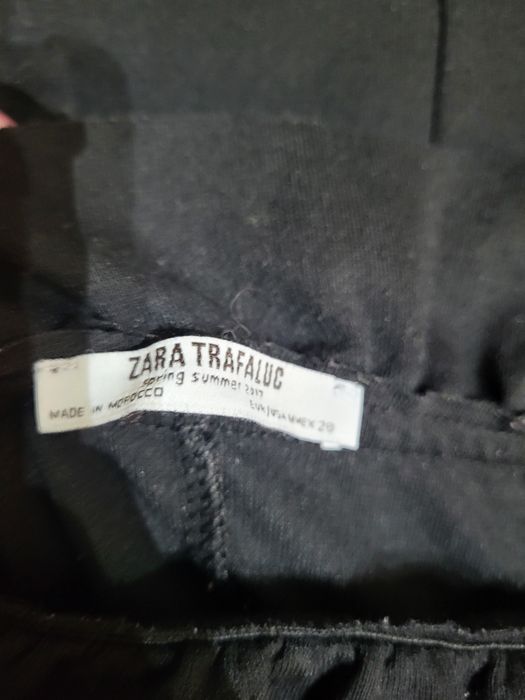 ZARA TRAFALUC
spring summer 2017
MADE IN MOROCCO